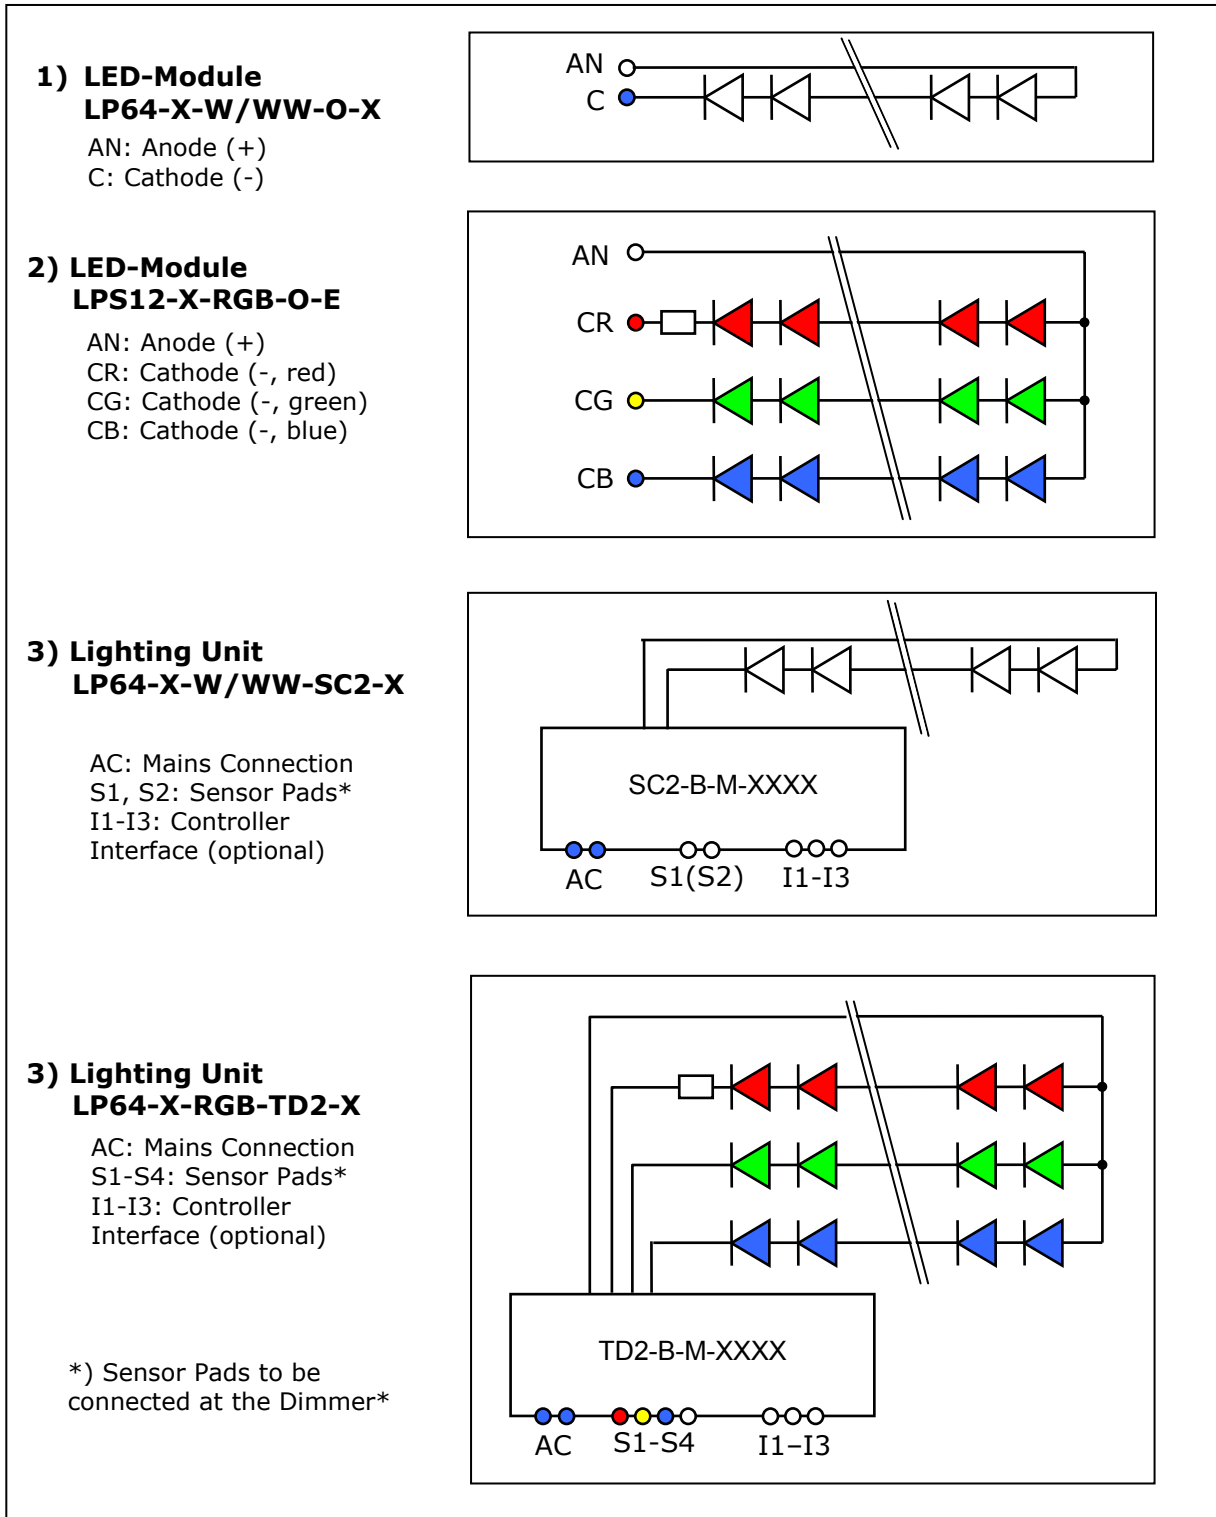 1) LED-Module
LP64-X-W/WW-O-X
AN: Anode (+)
C: Cathode (-)
AN
C
2) LED-Module
LPS12-X-RGB-O-E
AN: Anode (+)
CR: Cathode (-, red)
CG: Cathode (-, green)
CB: Cathode (-, blue)
AN
CR
CG
CB
3) Lighting Unit
LP64-X-W/WW-SC2-X
AC: Mains Connection
S1, S2: Sensor Pads*
I1-I3: Controller
Interface (optional)
SC2-B-M-XXXX
AC S1(S2) I1-I3
3) Lighting Unit
LP64-X-RGB-TD2-X
AC: Mains Connection
S1-S4: Sensor Pads*
I1-I3: Controller
Interface (optional)
*) Sensor Pads to be
connected at the Dimmer*
TD2-B-M-XXXX
AC S1-S4 I1–I3